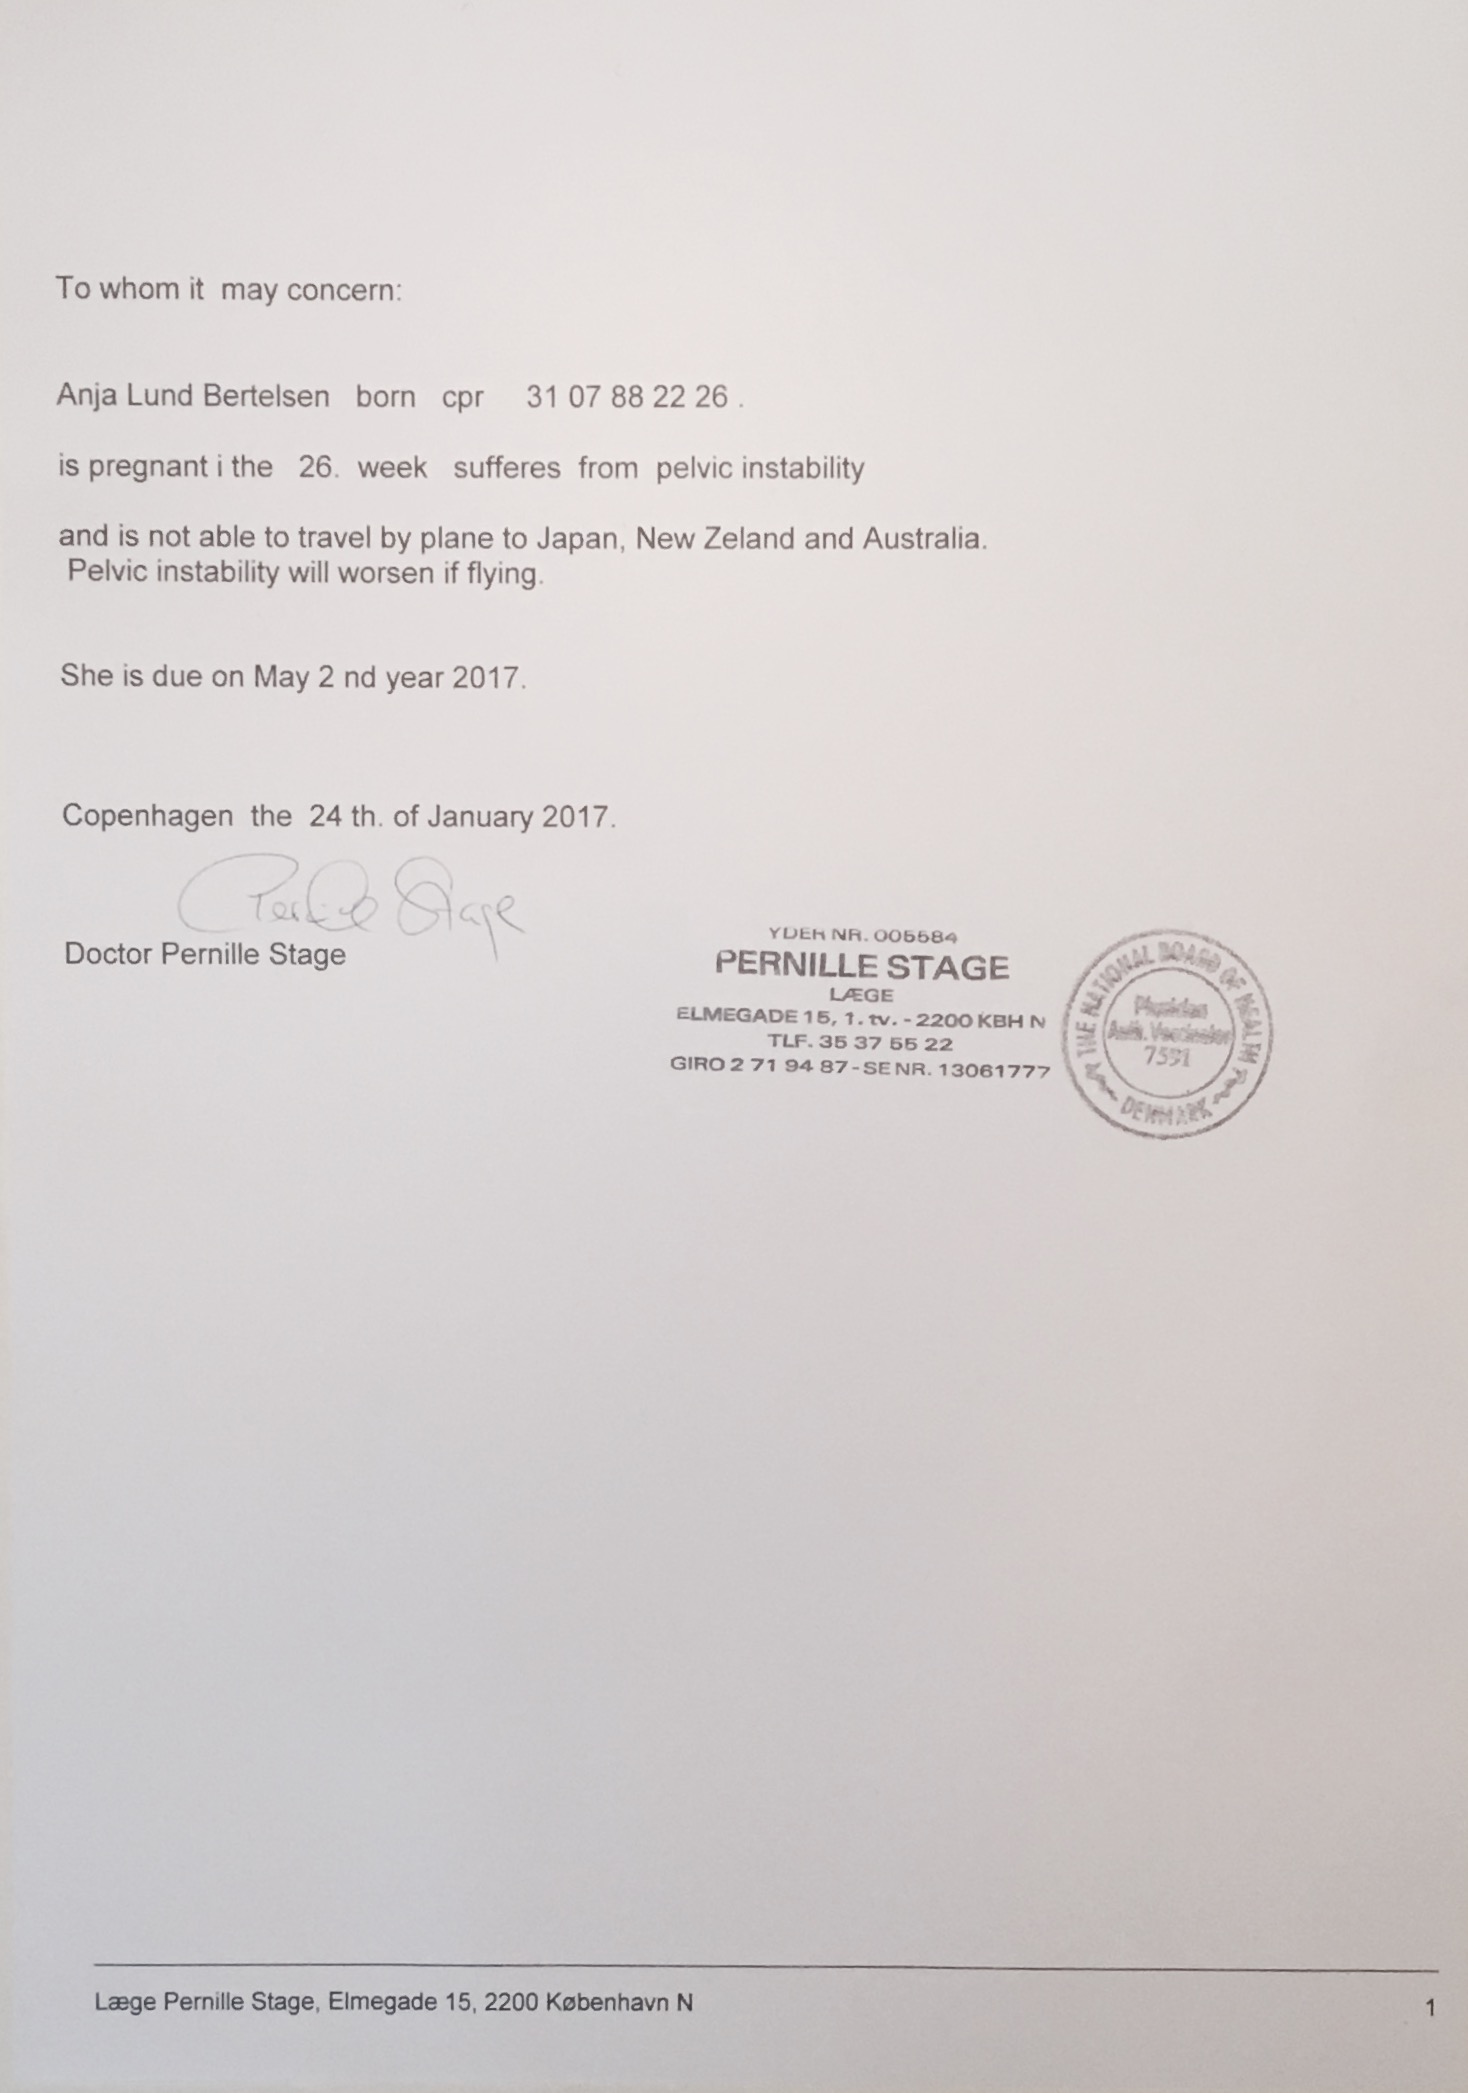 To whom it may concern:
Anja Lund Bertelsen born cpr 31 07 88 22 26 .
is pregnant i the 26. week sufferes from pelvic instability
and is not able to travel by plane to Japan, New Zeland and Australia.
Pelvic instability will worsen if flying.
She is due on May 2 nd year 2017.
Copenhagen the 24 th. of January 2017.
Stage
Doctor Pernille Stage
YDER NR. 005584
PERNILLE STAGE
LÆGE
ELMEGADE 15, 1. tv. - 2200 KBH N
TLF. 35 37 55 22
GIRO 2 71 94 87 - SE NR. 13061777
THE NATIONAL BOARD OF HEALTH
Physician
7551
DENMARK
Læge Pernille Stage, Elmegade 15, 2200 København N
1